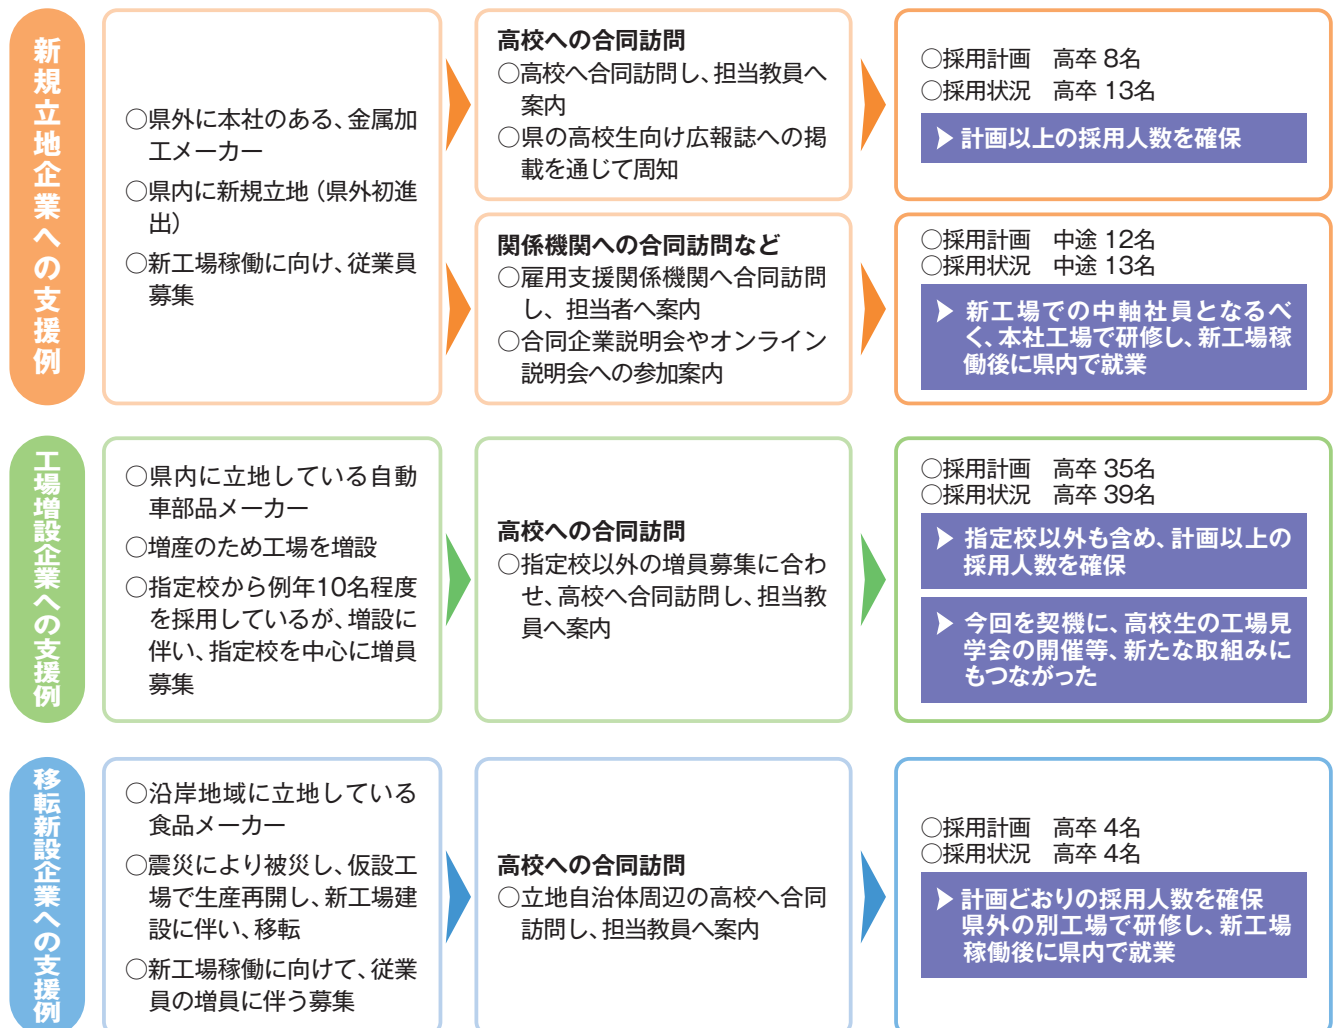 新規立地企業への支援例
○県外に本社のある、金属加
工メーカー
○県内に新規立地（県外初進
出）
○新工場稼働に向け、従業員
募集
高校への合同訪問
○高校へ合同訪問し、担当教員へ
案内
○県の高校生向け広報誌への掲
載を通じて周知
○採用計画　高卒 8名
○採用状況　高卒 13名
▶ 計画以上の採用人数を確保
関係機関への合同訪問など
○雇用支援関係機関へ合同訪問
し、担当者へ案内
○合同企業説明会やオンライン
説明会への参加案内
○採用計画　中途 12名
○採用状況　中途 13名
▶ 新工場での中軸社員となるべ
く、本社工場で研修し、新工場稼
働後に県内で就業
工場増設企業への支援例
○県内に立地している自動
車部品メーカー
○増産のため工場を増設
○指定校から例年10名程度
を採用しているが、増設に
伴い、指定校を中心に増員
募集
高校への合同訪問
○指定校以外の増員募集に合わ
せ、高校へ合同訪問し、担当教
員へ案内
○採用計画　高卒 35名
○採用状況　高卒 39名
▶ 指定校以外も含め、計画以上の
採用人数を確保
▶ 今回を契機に、高校生の工場見
学会の開催等、新たな取組みに
もつながった
移転新設企業への支援例
○沿岸地域に立地している
食品メーカー
○震災により被災し、仮設工
場で生産再開し、新工場建
設に伴い、移転
○新工場稼働に向けて、従業
員の増員に伴う募集
高校への合同訪問
○立地自治体周辺の高校へ合同
訪問し、担当教員へ案内
○採用計画　高卒 4名
○採用状況　高卒 4名
▶ 計画どおりの採用人数を確保
県外の別工場で研修し、新工場
稼働後に県内で就業